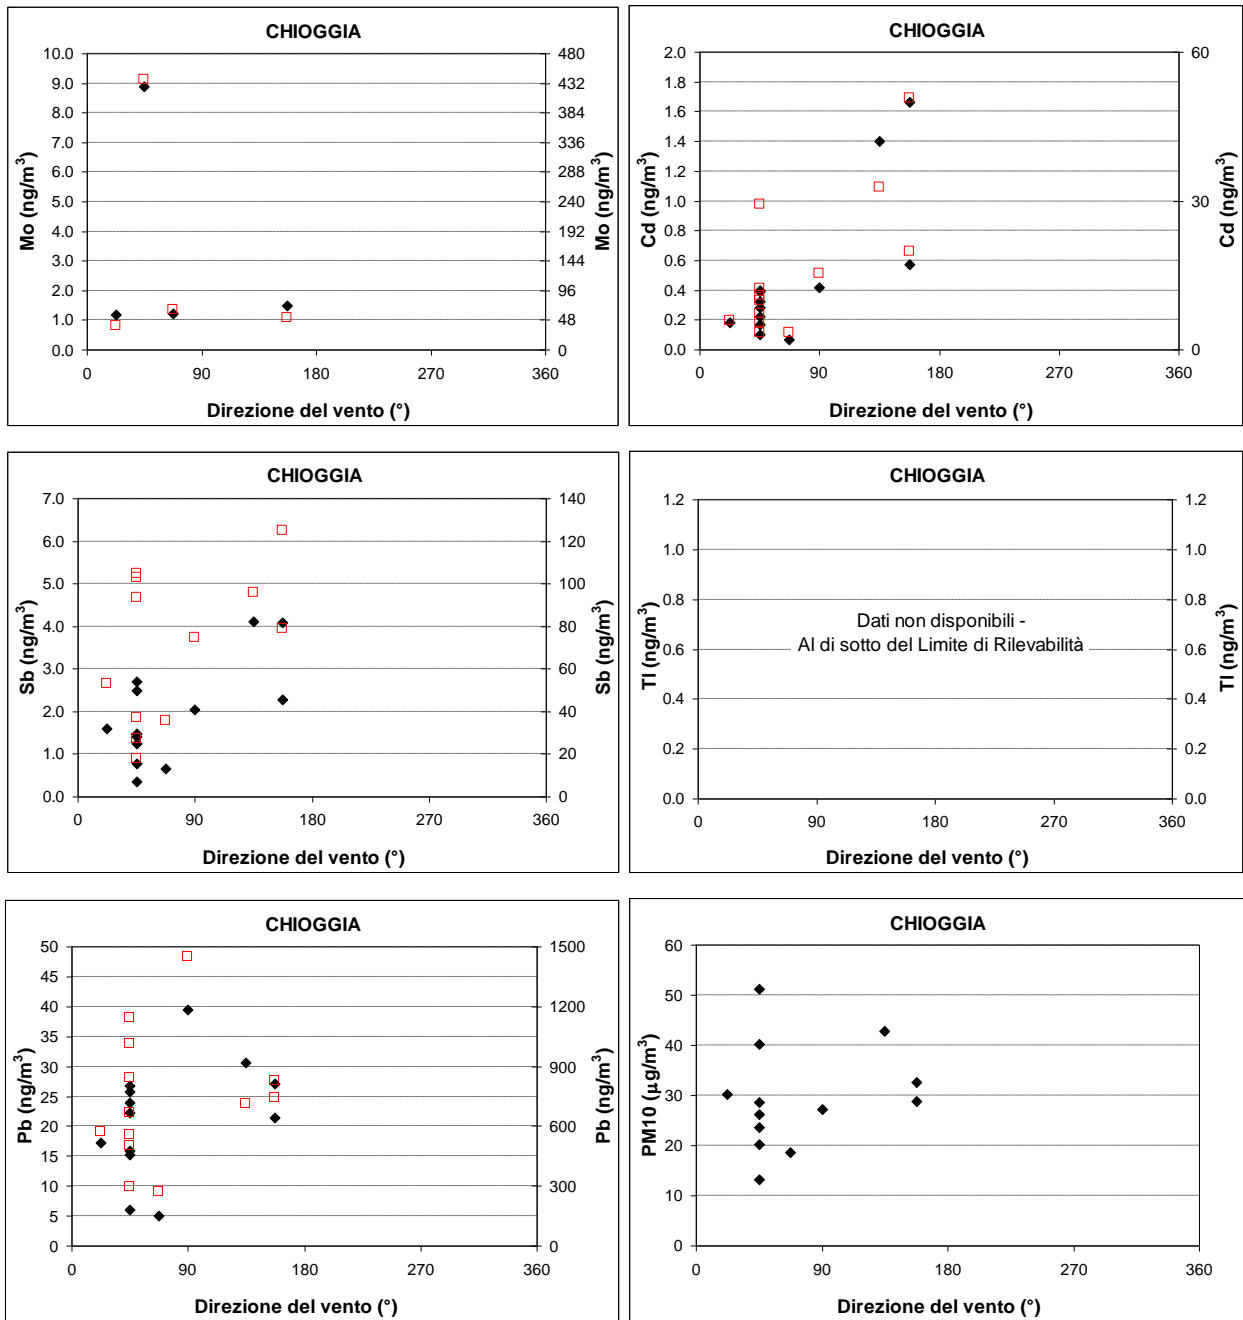 CHIOGGIA
10.0
9.0
8.0
7.0
6.0
5.0
4.0
3.0
2.0
1.0
0.0
480
432
384
336
288
240
192
144
96
48
0
Mo (ng/m³)
Mo (ng/m³)
0 90 180 270 360
Direzione del vento (°)
CHIOGGIA
2.0
1.8
1.6
1.4
1.2
1.0
0.8
0.6
0.4
0.2
0.0
60
30
0
Cd (ng/m³)
Cd (ng/m³)
0 90 180 270 360
Direzione del vento (°)
CHIOGGIA
7.0
6.0
5.0
4.0
3.0
2.0
1.0
0.0
140
120
100
80
60
40
20
0
Sb (ng/m³)
Sb (ng/m³)
0 90 180 270 360
Direzione del vento (°)
CHIOGGIA
1.2
1.0
0.8
0.6
0.4
0.2
0.0
1.2
1.0
0.8
0.6
0.4
0.2
0.0
Tl (ng/m³)
Tl (ng/m³)
Dati non disponibili -
Al di sotto del Limite di Rilevabilità
0 90 180 270 360
Direzione del vento (°)
CHIOGGIA
50
45
40
35
30
25
20
15
10
5
0
1500
1200
900
600
300
0
Pb (ng/m³)
Pb (ng/m³)
0 90 180 270 360
Direzione del vento (°)
CHIOGGIA
60
50
40
30
20
10
0
PM10 (µg/m³)
0 90 180 270 360
Direzione del vento (°)